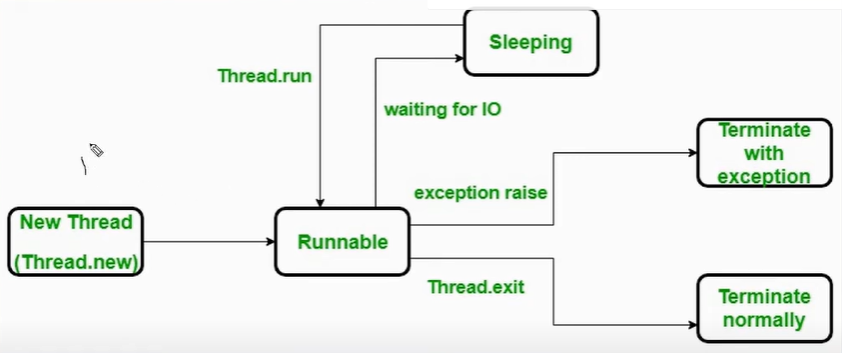 Sleeping
Thread.run
waiting for IO
Terminate
with
exception
exception raise
New Thread
(Thread.new)
Runnable
Thread.exit
Terminate
normally